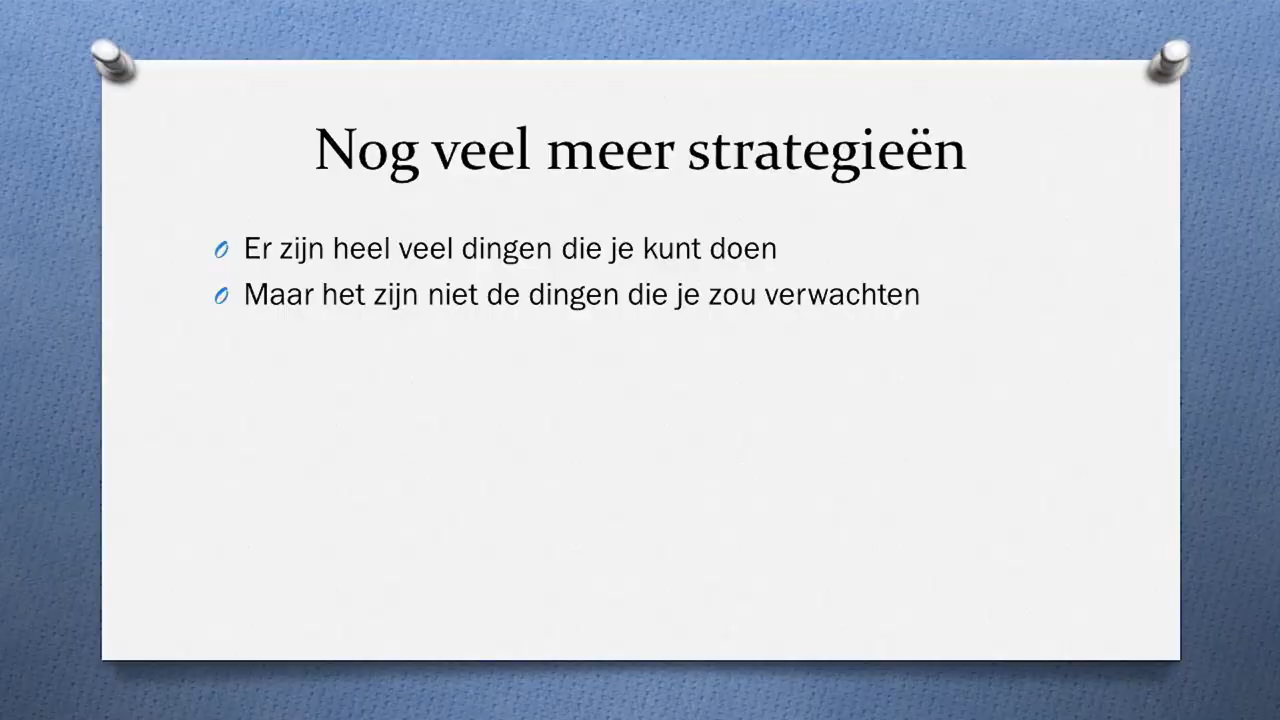 Nog veel meer strategieën
Er zijn heel veel dingen die je kunt doen
Maar het zijn niet de dingen die je zou verwachten